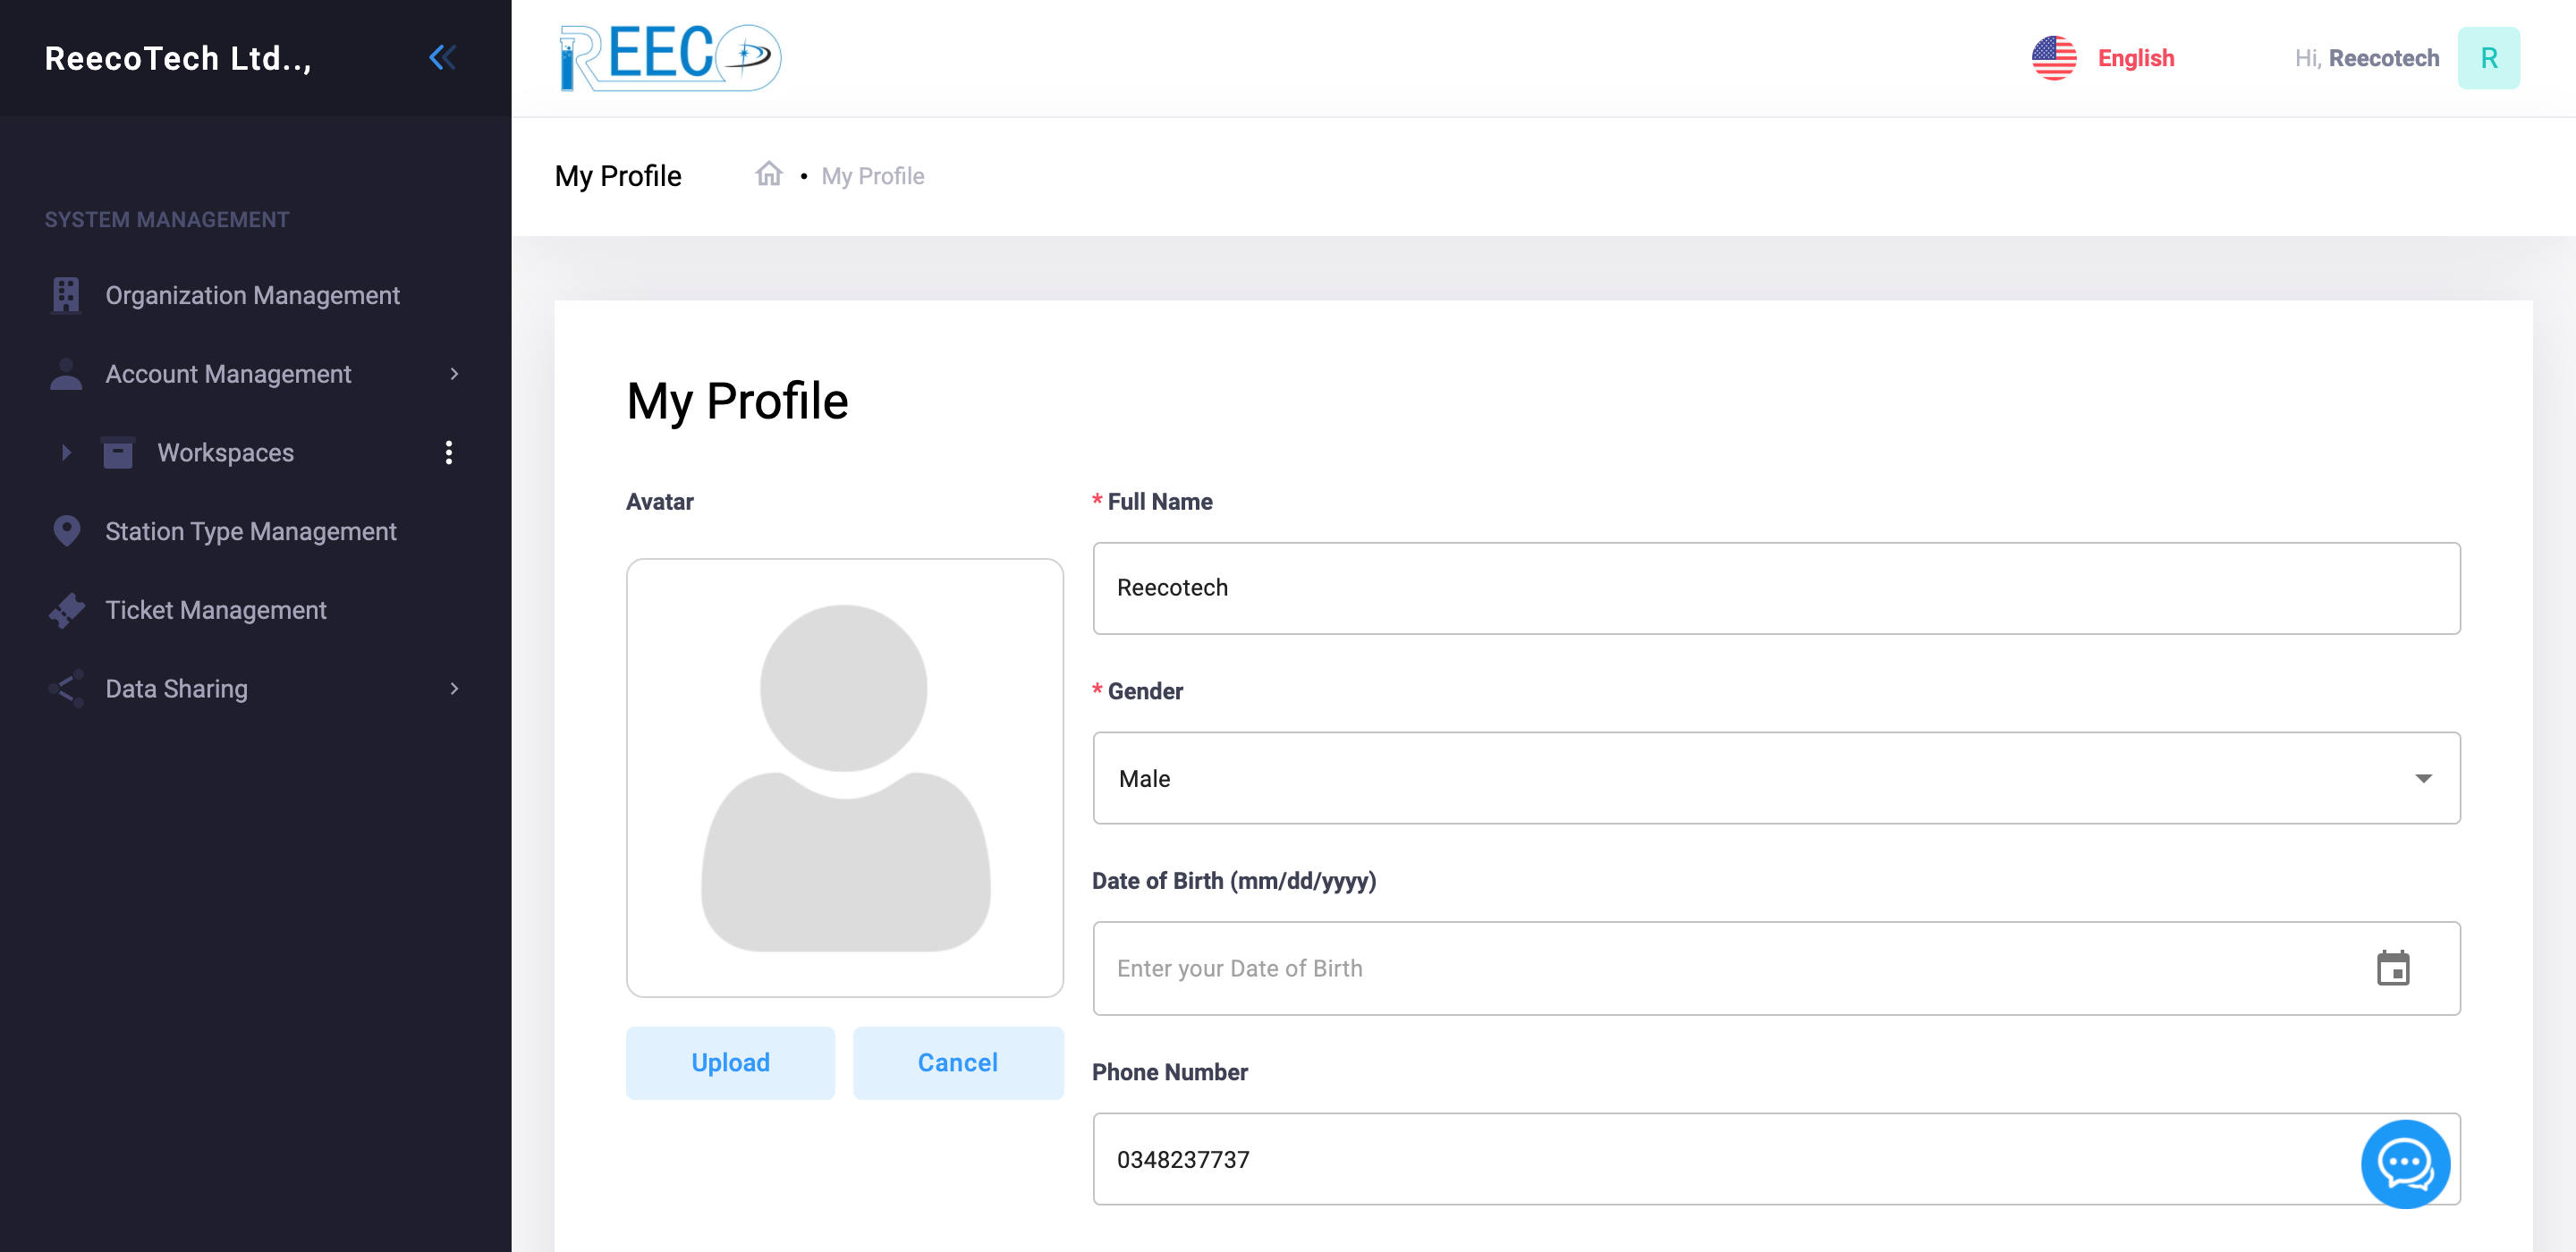 ReecoTech Ltd..,
REECO
English
Hi, Reecotech
R
My Profile
• My Profile
SYSTEM MANAGEMENT
Organization Management
Account Management
Workspaces
Station Type Management
Ticket Management
Data Sharing
My Profile
Avatar
* Full Name
Reecotech
* Gender
Male
Date of Birth (mm/dd/yyyy)
Enter your Date of Birth
Upload
Cancel
Phone Number
0348237737